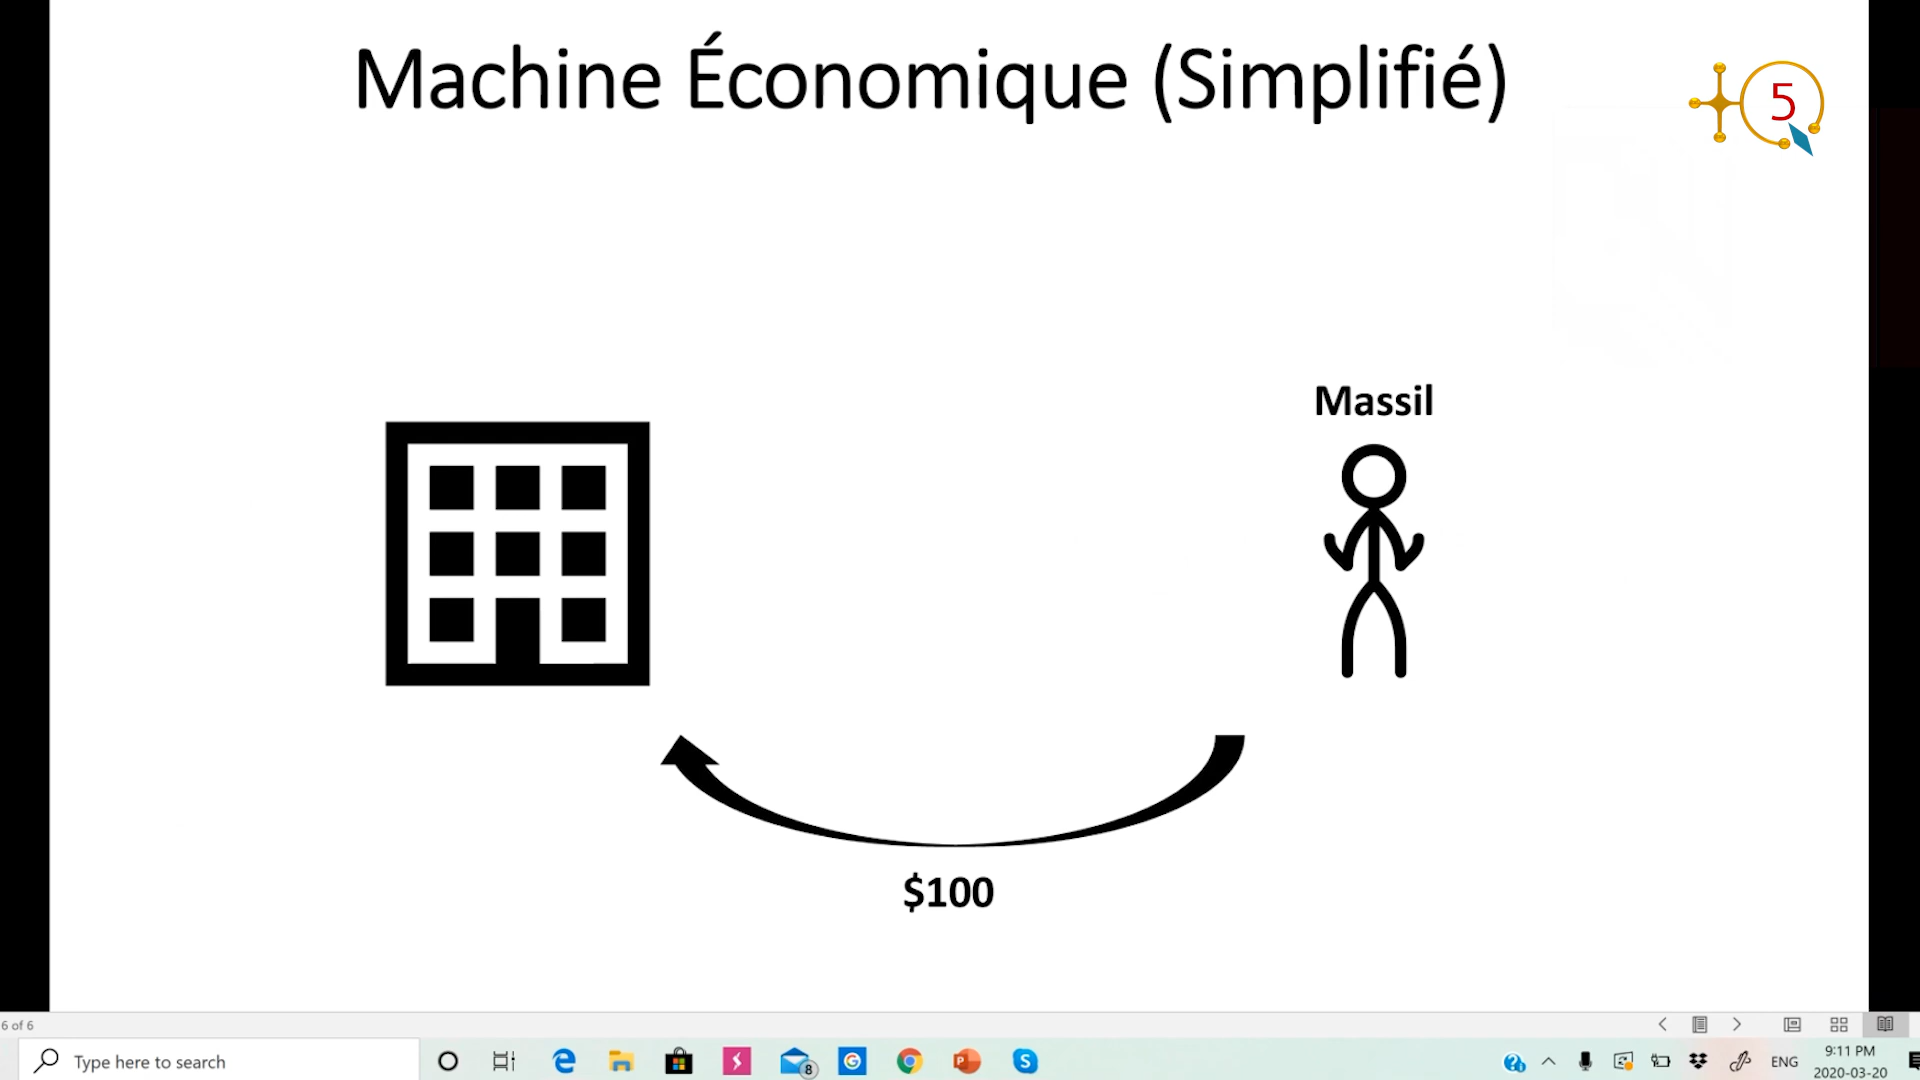 Machine Économique (Simplifié)
5
Massil
$100
6 of 6
Type here to search
8
ENG
9:11 PM
2020-03-20